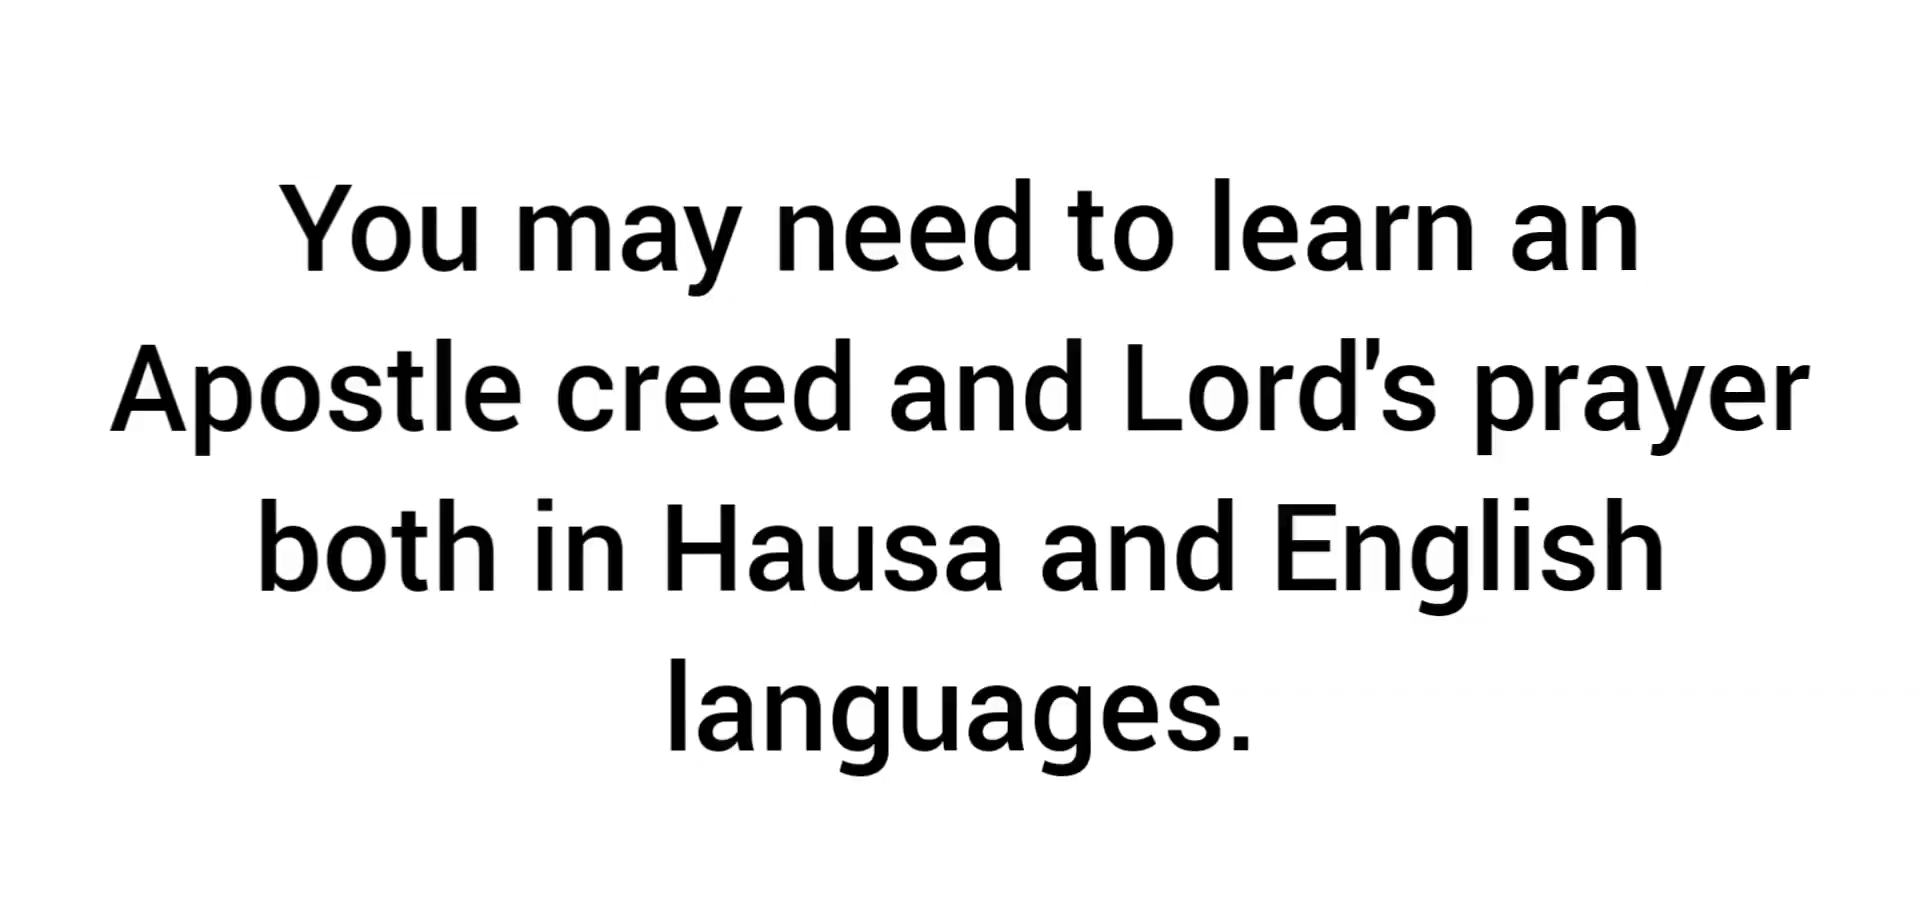 You may need to learn an
Apostle creed and Lord's prayer
both in Hausa and English
languages.